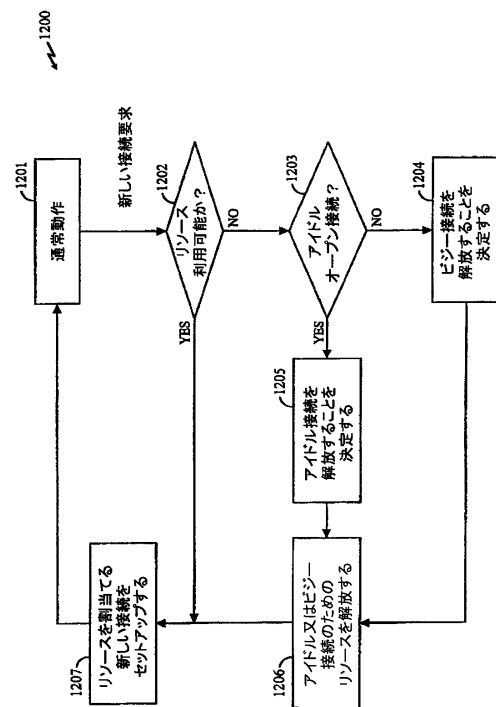 1200
1201
通常動作
新しい接続要求
1202
リソース
利用可能か?
YES
NO
1203
アイドル
オープン接続?
YES
NO
1204
ビジー接続を
解放することを
決定する
1205
アイドル接続を
解放することを
決定する
1206
アイドル又はビジー
接続のための
リソースを解放する
1207
リソースを割当てる
新しい接続を
セットアップする